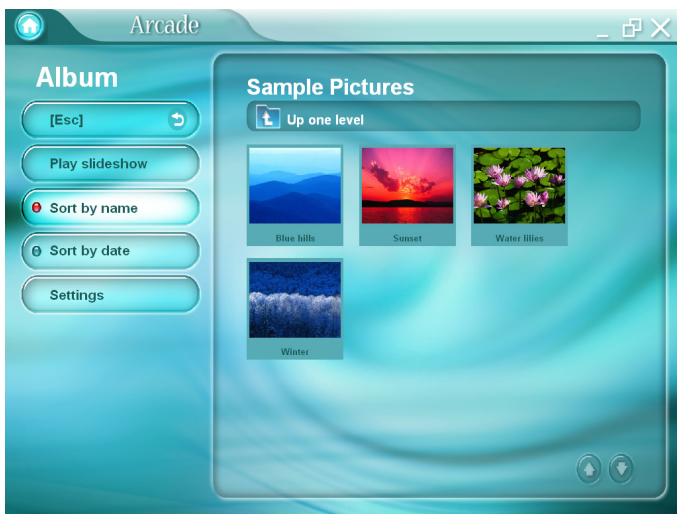 Arcade
Album
[Esc]
Play slideshow
Sort by name
Sort by date
Settings
Sample Pictures
Up one level
Blue hills
Sunset
Water lilies
Winter